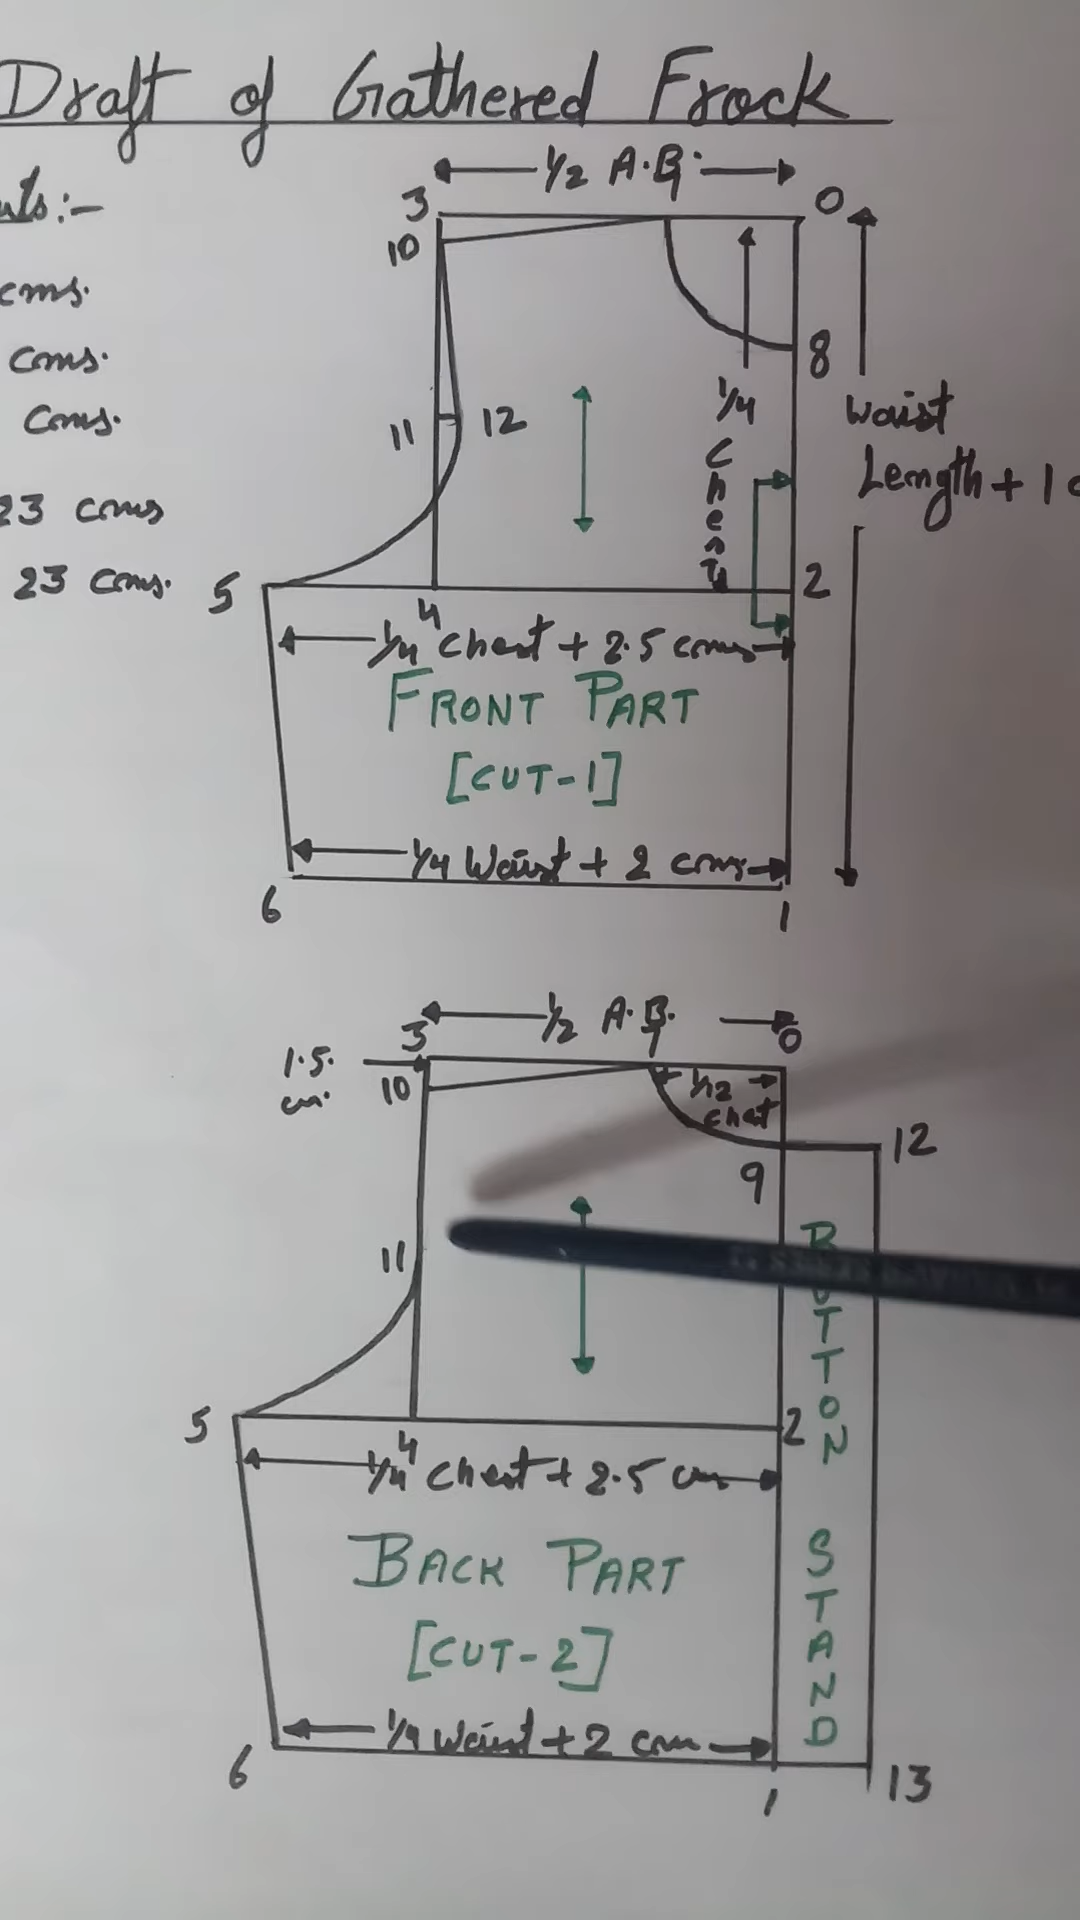 Draft of Gathered Frock
1/2 A.B.
3
7
0
10
cms.
cms.
8
1/4
Chest
Waist
Length + 1
11
12
cms.
23 cms
23 cms.
5
4
2
1/4 Chest + 2.5 cms
FRONT PART
[CUT-1]
1/4 Waist + 2 cms
6
1
1/2 A.B.
3
7
0
1.5.
cm.
10
1/12
chest
12
9
11
BUTTON
5
4
2
1/4 Chest + 2.5 cm
BACK PART
[CUT-2]
STAND
1/4 Waist + 2 cm
6
1
13